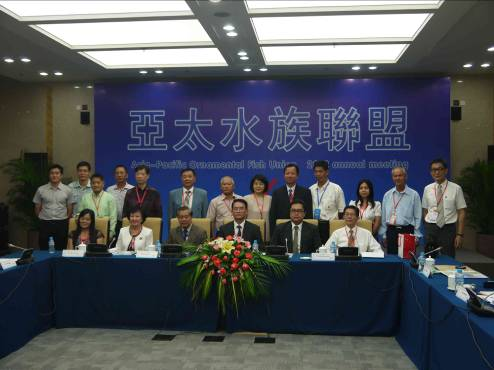 亞太水族聯盟
Asia-Pacific Ornamental Fish Union annual meeting